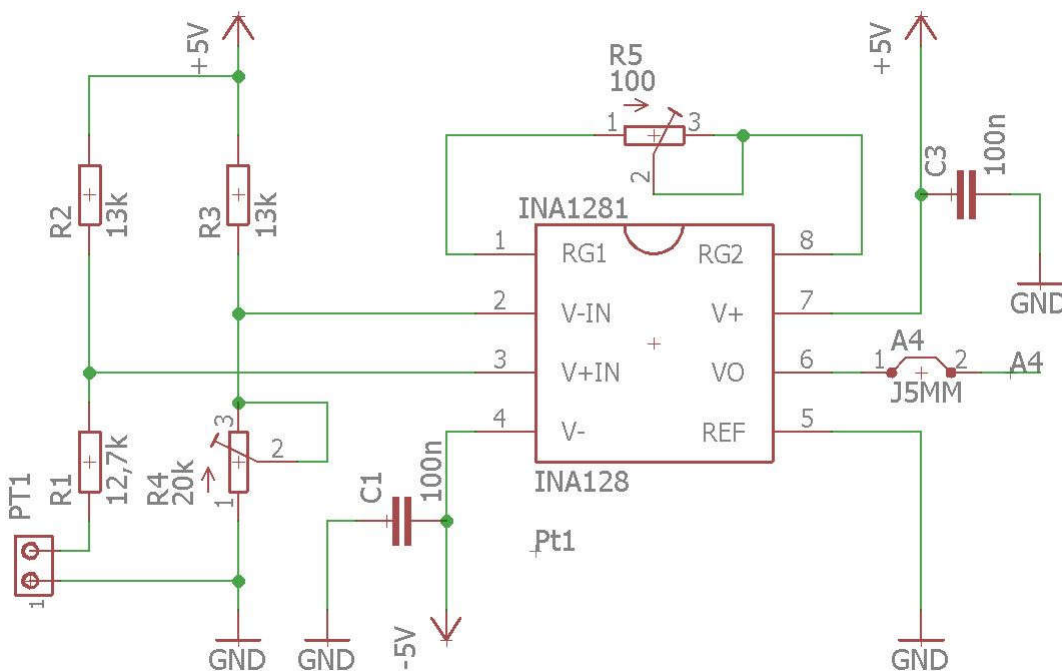 +5V
+5V
R5
100
1
3
2
C3
100n
R2
13k
R3
13k
INA1281
1
RG1
RG2
8
GND
2
V-IN
V+
7
3
V+IN
VO
6
A4
1
2
A4
J5MM
4
V-
REF
5
INA128
PT1
R1
12,7k
R4
20k
3
2
1
C1
100n
Pt1
1
GND
GND
-5V
GND